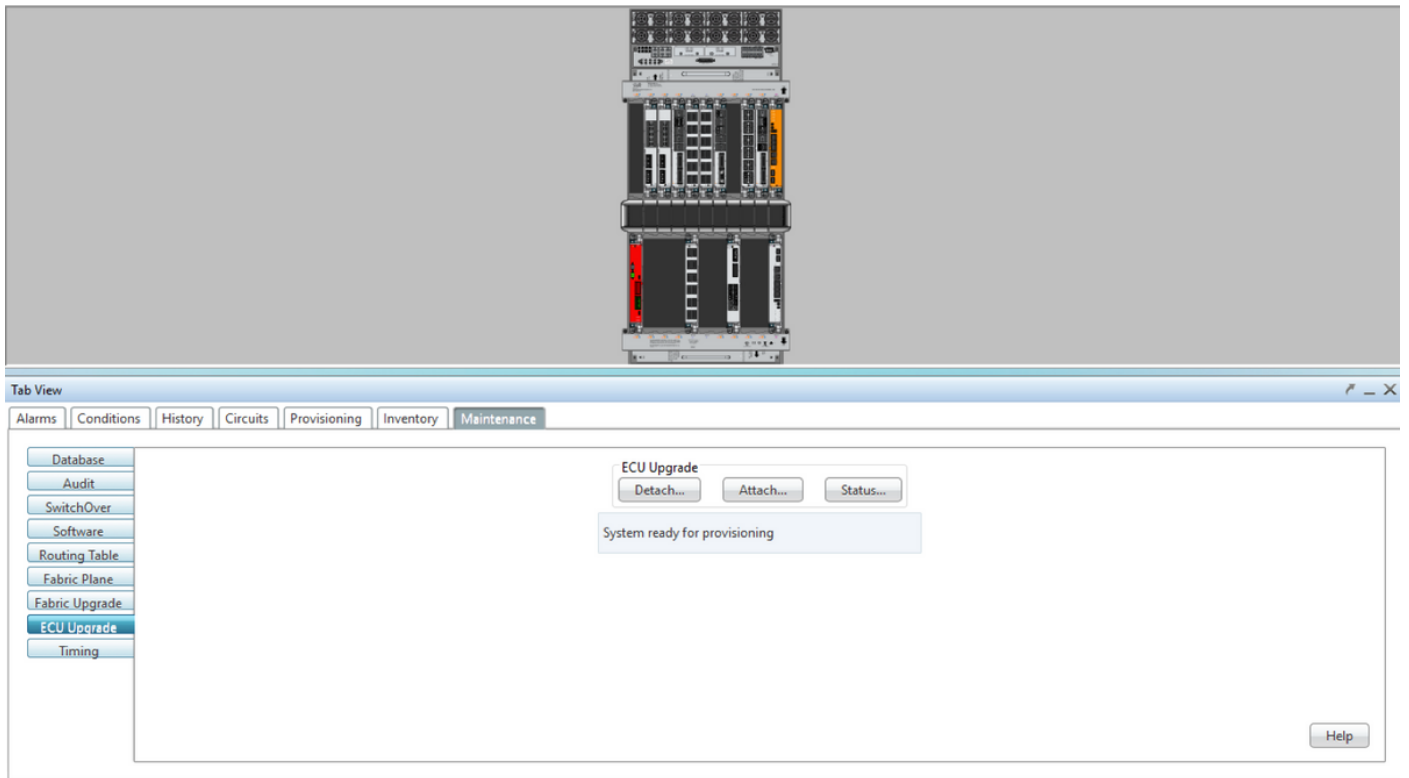 Tab View
Alarms Conditions History Circuits Provisioning Inventory Maintenance
Database
Audit
SwitchOver
Software
Routing Table
Fabric Plane
Fabric Upgrade
ECU Upgrade
Timing
ECU Upgrade
Detach... Attach... Status...
System ready for provisioning
Help